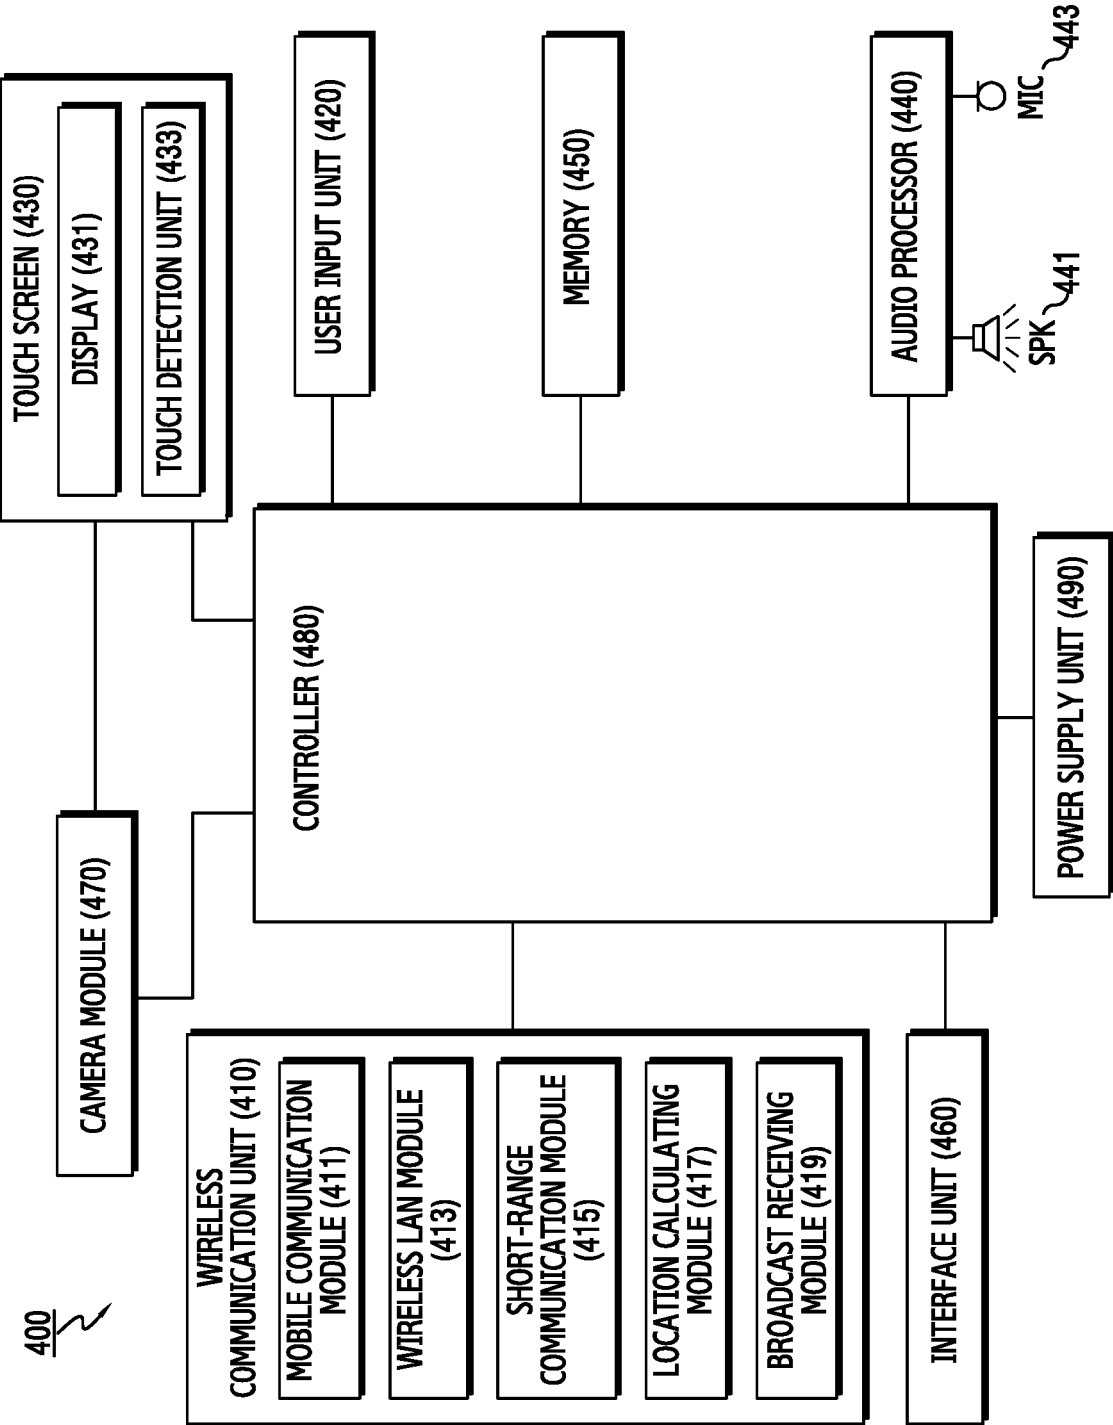 400
CAMERA MODULE (470)
TOUCH SCREEN (430)
DISPLAY (431)
TOUCH DETECTION UNIT (433)
WIRELESS
COMMUNICATION UNIT (410)
MOBILE COMMUNICATION
MODULE (411)
WIRELESS LAN MODULE
(413)
SHORT-RANGE
COMMUNICATION MODULE
(415)
LOCATION CALCULATING
MODULE (417)
BROADCAST RECEIVING
MODULE (419)
INTERFACE UNIT (460)
CONTROLLER (480)
USER INPUT UNIT (420)
MEMORY (450)
AUDIO PROCESSOR (440)
SPK
441
MIC
443
POWER SUPPLY UNIT (490)